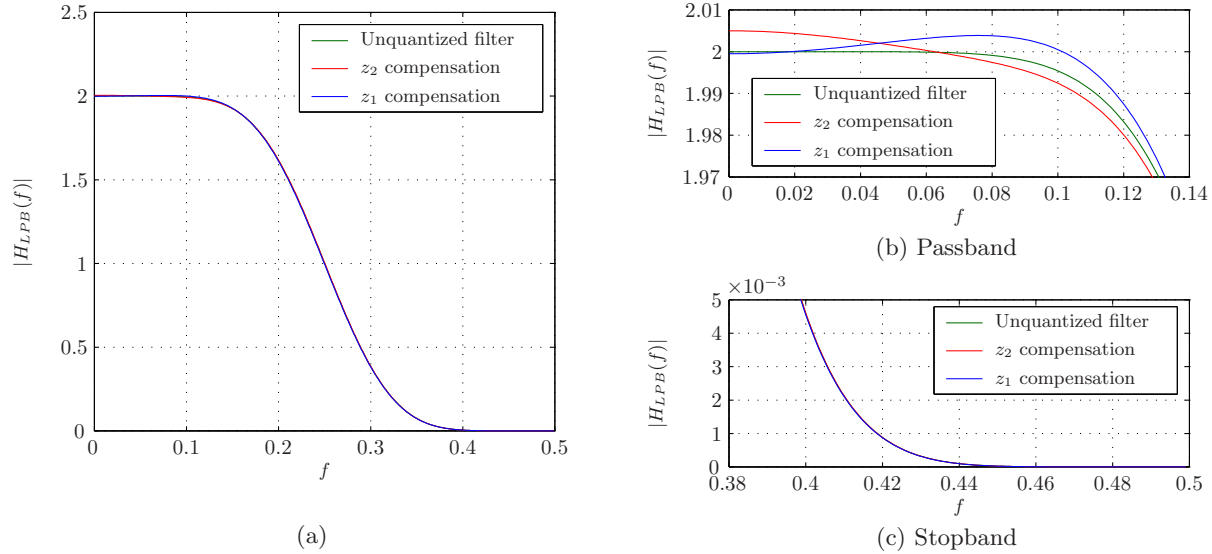 2.5
2
1.5
1
0.5
0
0 0.1 0.2 0.3 0.4 0.5
|H_{LPB}(f)|
f
Unquantized filter
z_2 compensation
z_1 compensation
(a)
2.01
2
1.99
1.98
1.97
0 0.02 0.04 0.06 0.08 0.1 0.12 0.14
|H_{LPB}(f)|
f
Unquantized filter
z_2 compensation
z_1 compensation
(b) Passband
×10^{−3}
5
4
3
2
1
0
0.38 0.4 0.42 0.44 0.46 0.48 0.5
|H_{LPB}(f)|
f
Unquantized filter
z_2 compensation
z_1 compensation
(c) Stopband